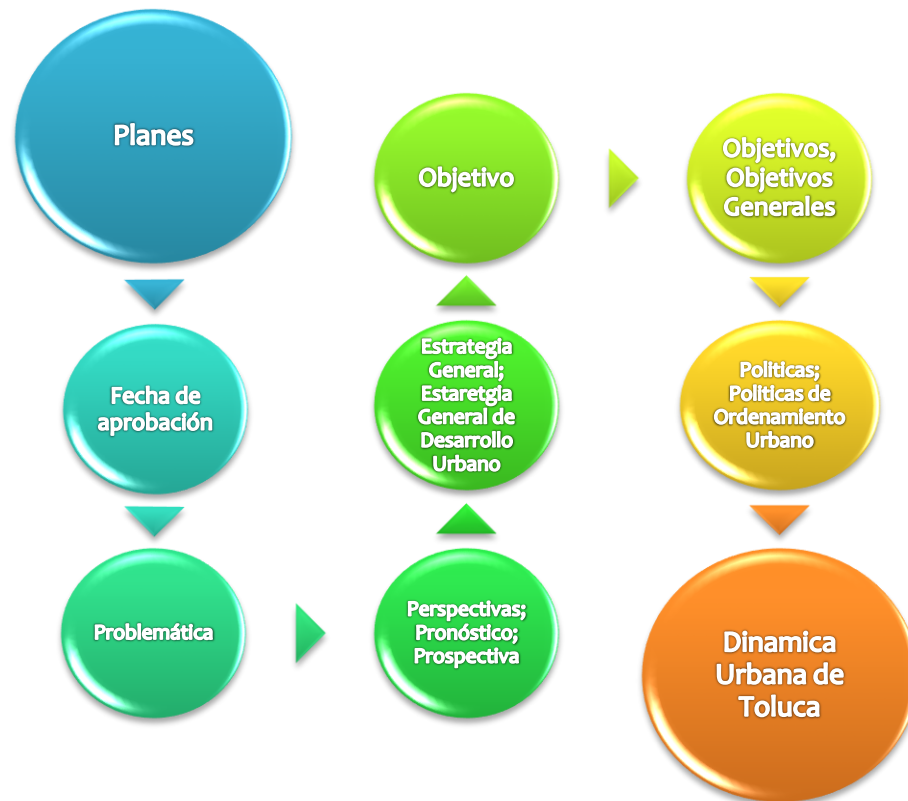 Planes
Fecha de
aprobación
Problemática
Perspectivas;
Pronóstico;
Prospectiva
Estrategia
General;
Estaretgia
General de
Desarrollo
Urbano
Objetivo
Objetivos,
Objetivos
Generales
Politicas;
Politicas de
Ordenamiento
Urbano
Dinamica
Urbana de
Toluca